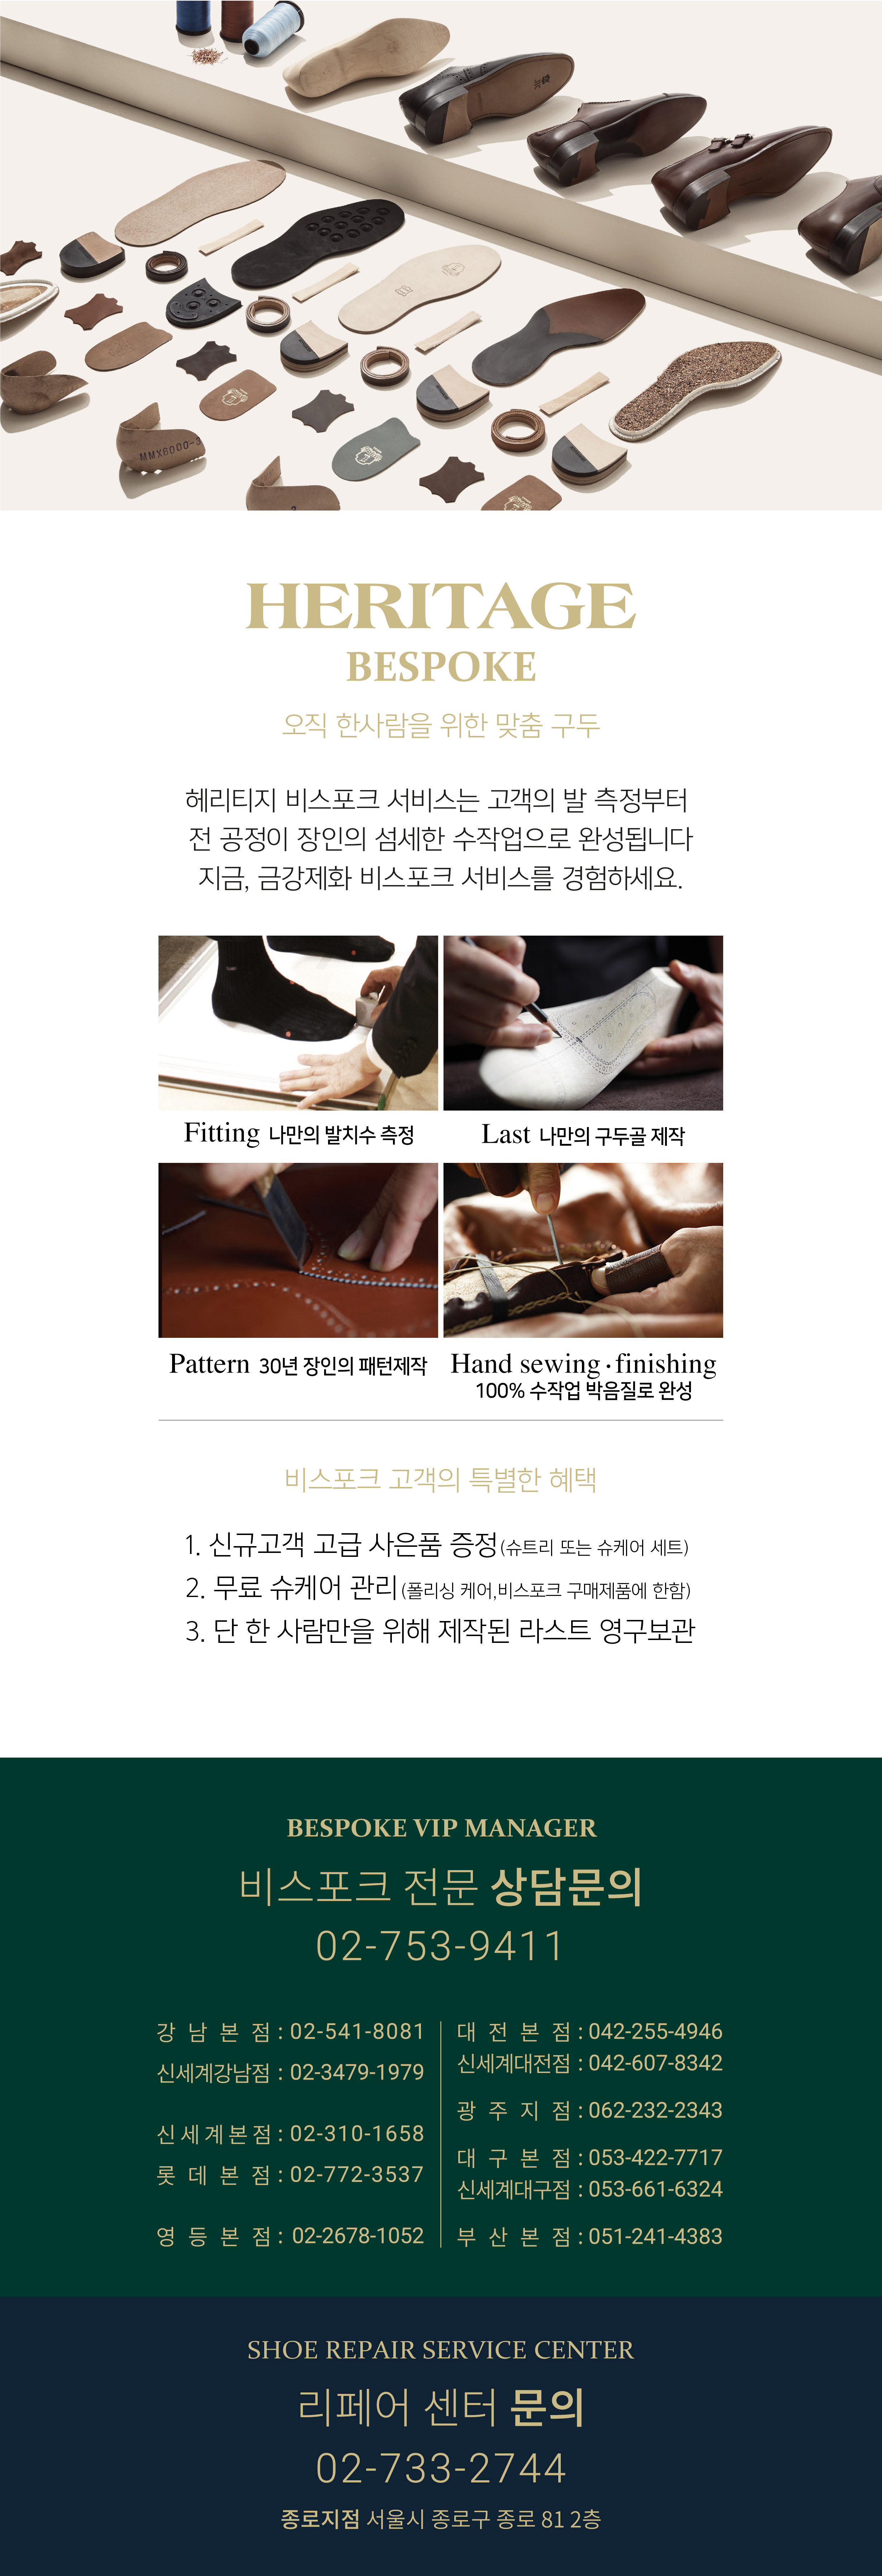 MMX6000-3
HERITAGE
BESPOKE
오직 한사람을 위한 맞춤 구두
헤리티지 비스포크 서비스는 고객의 발 측정부터
전 공정이 장인의 섬세한 수작업으로 완성됩니다
지금, 금강제화 비스포크 서비스를 경험하세요.
Fitting 나만의 발치수 측정
Last 나만의 구두골 제작
Pattern 30년 장인의 패턴제작
Hand sewing·finishing
100% 수작업 박음질로 완성
비스포크 고객의 특별한 혜택
1. 신규고객 고급 사은품 증정(슈트리 또는 슈케어 세트)
2. 무료 슈케어 관리(폴리싱 케어,비스포크 구매제품에 한함)
3. 단 한 사람만을 위해 제작된 라스트 영구보관
BESPOKE VIP MANAGER
비스포크 전문 상담문의
02-753-9411
강남본점 : 02-541-8081
신세계강남점 : 02-3479-1979
신세계본점 : 02-310-1658
롯데본점 : 02-772-3537
영등본점 : 02-2678-1052
대전본점 : 042-255-4946
신세계대전점 : 042-607-8342
광주지점 : 062-232-2343
대구본점 : 053-422-7717
신세계대구점 : 053-661-6324
부산본점 : 051-241-4383
SHOE REPAIR SERVICE CENTER
리페어 센터 문의
02-733-2744
종로지점 서울시 종로구 종로 81 2층